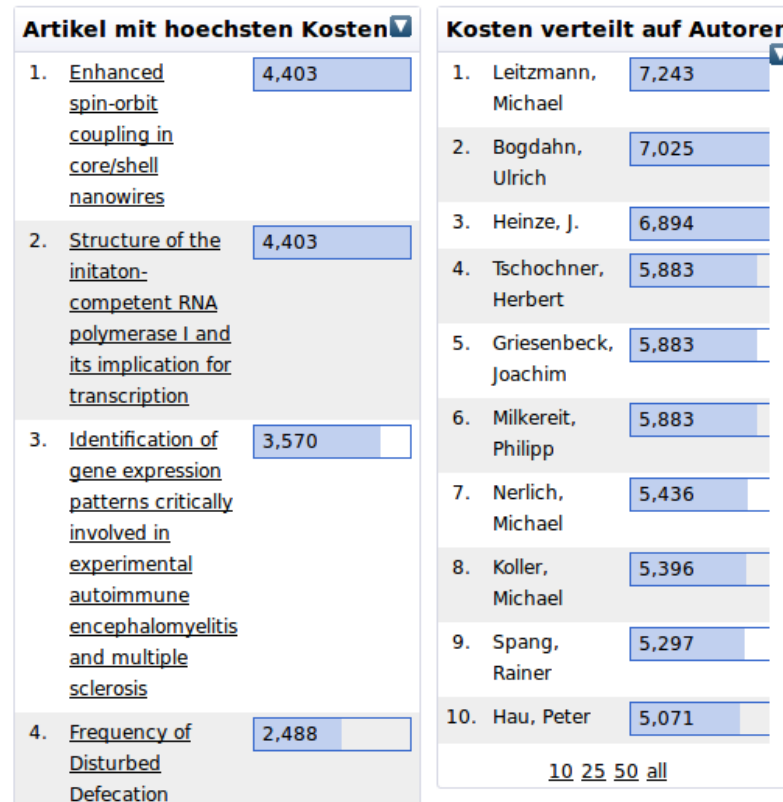 Artikel mit hoechsten Kosten
1. Enhanced 4,403
spin-orbit
coupling in
core/shell
nanowires
2. Structure of the 4,403
initaton-
competent RNA
polymerase I and
its implication for
transcription
3. Identification of 3,570
gene expression
patterns critically
involved in
experimental
autoimmune
encephalomyelitis
and multiple
sclerosis
4. Frequency of 2,488
Disturbed
Defecation
Kosten verteilt auf Autoren
1. Leitzmann, 7,243
Michael
2. Bogdahn, 7,025
Ulrich
3. Heinze, J. 6,894
4. Tschochner, 5,883
Herbert
5. Griesenbeck, 5,883
Joachim
6. Milkereit, 5,883
Philipp
7. Nerlich, 5,436
Michael
8. Koller, 5,396
Michael
9. Spang, 5,297
Rainer
10. Hau, Peter 5,071
10 25 50 all